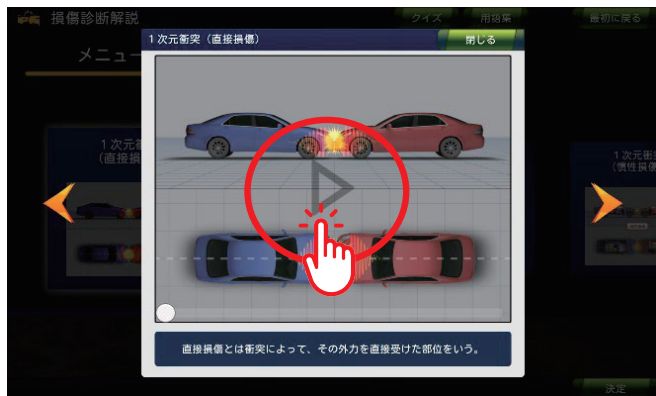 損傷診断解説
クイズ
用語集
最初に戻る
メニュー
1次元衝突（直接損傷）
閉じる
1次元衝
（直接損
1次元衝
（慣性損傷
直接損傷とは衝突によって、その外力を直接受けた部位をいう。
決定